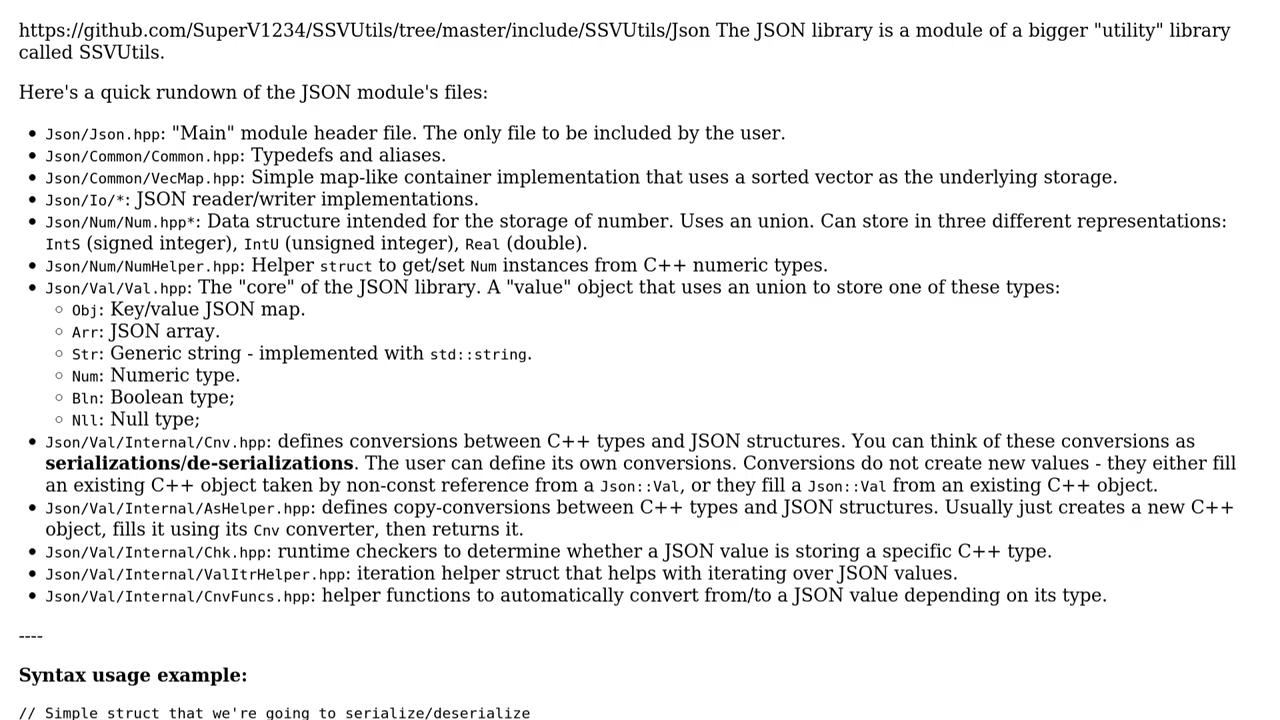 https://github.com/SuperV1234/SSVUtils/tree/master/include/SSVUtils/Json The JSON library is a module of a bigger "utility" library
called SSVUtils.
Here's a quick rundown of the JSON module's files:
• Json/Json.hpp: "Main" module header file. The only file to be included by the user.
• Json/Common/Common.hpp: Typedefs and aliases.
• Json/Common/VecMap.hpp: Simple map-like container implementation that uses a sorted vector as the underlying storage.
• Json/Io/*: JSON reader/writer implementations.
• Json/Num/Num.hpp*: Data structure intended for the storage of number. Uses an union. Can store in three different representations:
IntS (signed integer), IntU (unsigned integer), Real (double).
• Json/Num/NumHelper.hpp: Helper struct to get/set Num instances from C++ numeric types.
• Json/Val/Val.hpp: The "core" of the JSON library. A "value" object that uses an union to store one of these types:
◦ Obj: Key/value JSON map.
◦ Arr: JSON array.
◦ Str: Generic string - implemented with std::string.
◦ Num: Numeric type.
◦ Bln: Boolean type;
◦ Nll: Null type;
• Json/Val/Internal/Cnv.hpp: defines conversions between C++ types and JSON structures. You can think of these conversions as
serializations/de-serializations. The user can define its own conversions. Conversions do not create new values - they either fill
an existing C++ object taken by non-const reference from a Json::Val, or they fill a Json::Val from an existing C++ object.
• Json/Val/Internal/AsHelper.hpp: defines copy-conversions between C++ types and JSON structures. Usually just creates a new C++
object, fills it using its Cnv converter, then returns it.
• Json/Val/Internal/Chk.hpp: runtime checkers to determine whether a JSON value is storing a specific C++ type.
• Json/Val/Internal/ValItrHelper.hpp: iteration helper struct that helps with iterating over JSON values.
• Json/Val/Internal/CnvFuncs.hpp: helper functions to automatically convert from/to a JSON value depending on its type.
----
Syntax usage example:
// Simple struct that we're going to serialize/deserialize